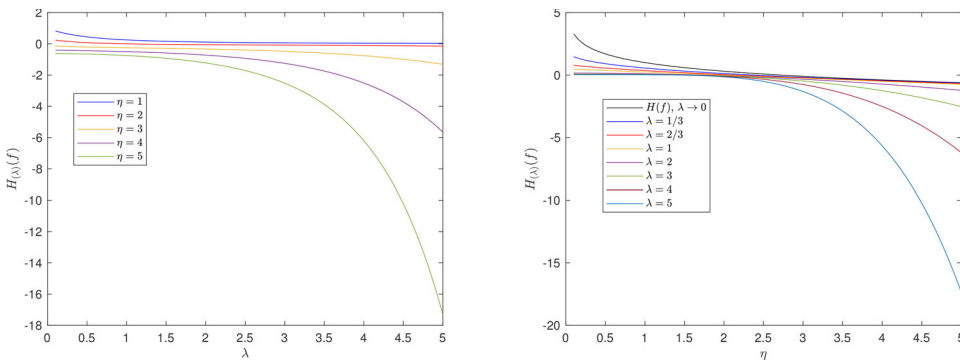 2
0
-2
-4
-6
-8
-10
-12
-14
-16
-18
0 0.5 1 1.5 2 2.5 3 3.5 4 4.5 5
λ
H(λ)(f)
η = 1
η = 2
η = 3
η = 4
η = 5
5
0
-5
-10
-15
-20
0 0.5 1 1.5 2 2.5 3 3.5 4 4.5 5
η
H(λ)(f)
H(f), λ → 0
λ = 1/3
λ = 2/3
λ = 1
λ = 2
λ = 3
λ = 4
λ = 5